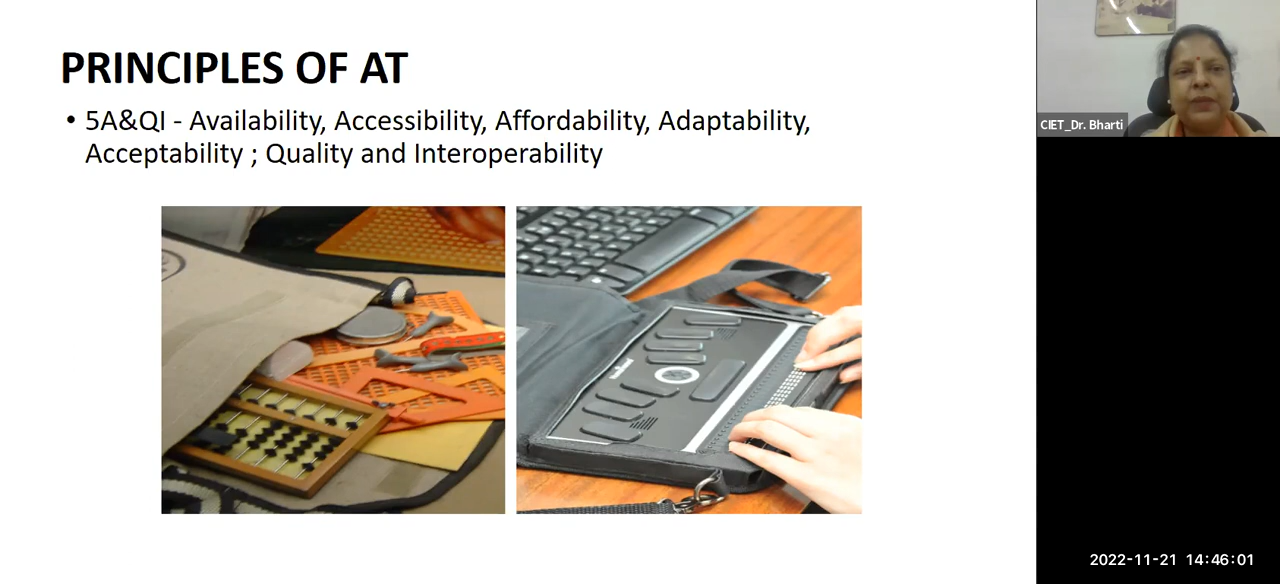 PRINCIPLES OF AT
• 5A&QI - Availability, Accessibility, Affordability, Adaptability,
Acceptability ; Quality and Interoperability
CIET_Dr. Bharti
2022-11-21 14:46:01